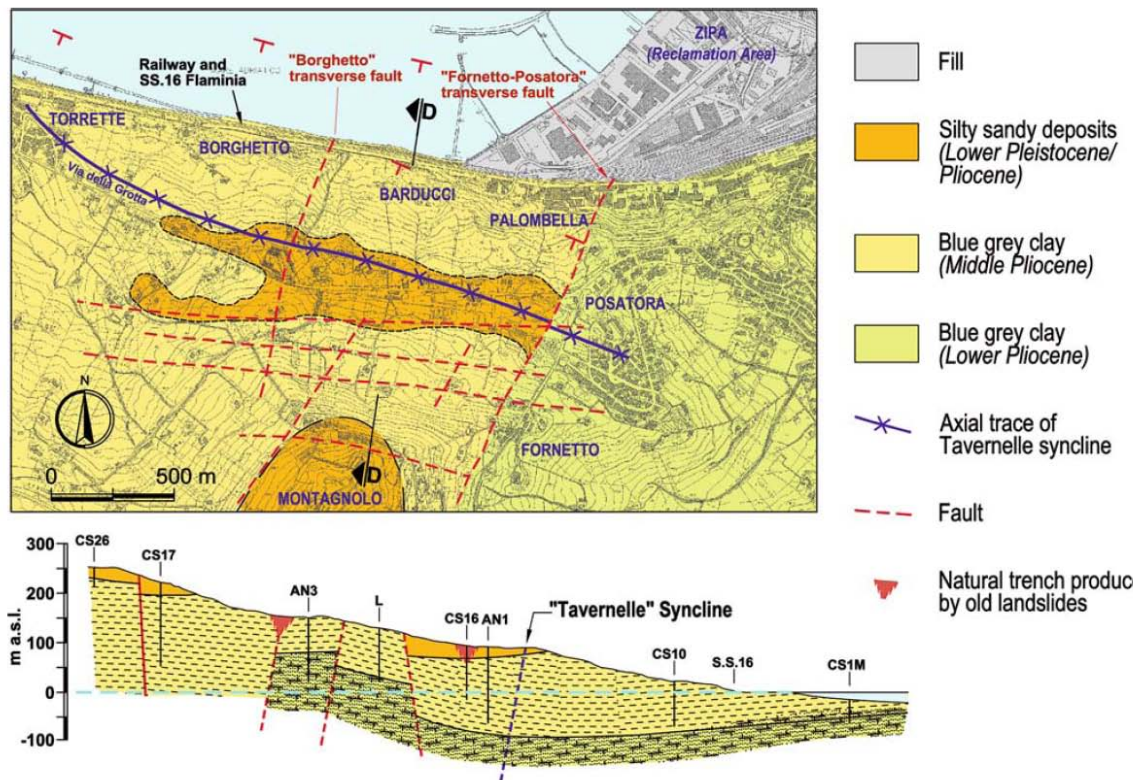 ZIPA
(Reclamation Area)
Railway and
SS.16 Flaminia
"Borghetto"
transverse fault
"Fornetto-Posatora"
transverse fault
D
TORRETTE
BORGHETTO
Via della Grotta
BARDUCCI
PALOMBELLA
POSATORA
N
FORNETTO
0 500 m
D
MONTAGNOLO
Fill
Silty sandy deposits
(Lower Pleistocene/
Pliocene)
Blue grey clay
(Middle Pliocene)
Blue grey clay
(Lower Pliocene)
Axial trace of
Tavernelle syncline
Fault
Natural trench produce
by old landslides
m a.s.l.
300
200
100
0
-100
CS26
CS17
AN3
L
CS16
AN1
"Tavernelle" Syncline
CS10
S.S.16
CS1M